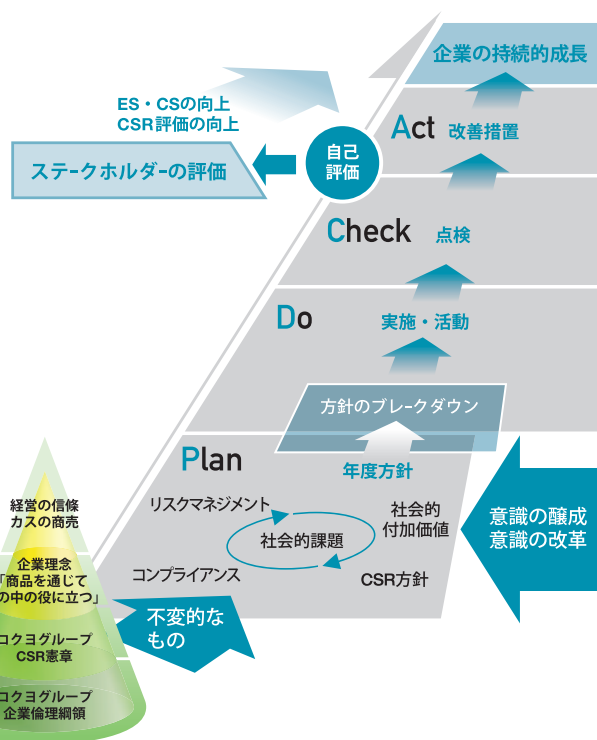 企業の持続的成長
ES・CSの向上
CSR評価の向上
Act 改善措置
自己
評価
ステークホルダーの評価
Check 点検
Do
実施・活動
方針のブレークダウン
Plan
年度方針
リスクマネジメント
社会的
付加価値
社会的課題
コンプライアンス
CSR方針
意識の醸成
意識の改革
経営の信條
カスの商売
企業理念
「商品を通じて
の中の役に立つ」
不変的な
もの
コクヨグループ
CSR憲章
コクヨグループ
企業倫理綱領